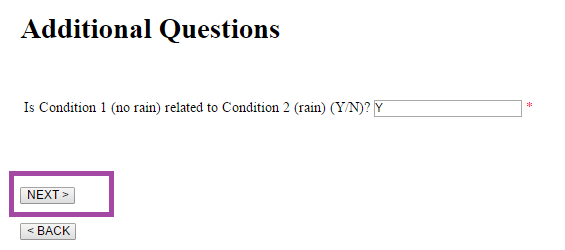 Additional Questions
Is Condition 1 (no rain) related to Condition 2 (rain) (Y/N)? Y *
NEXT >
< BACK